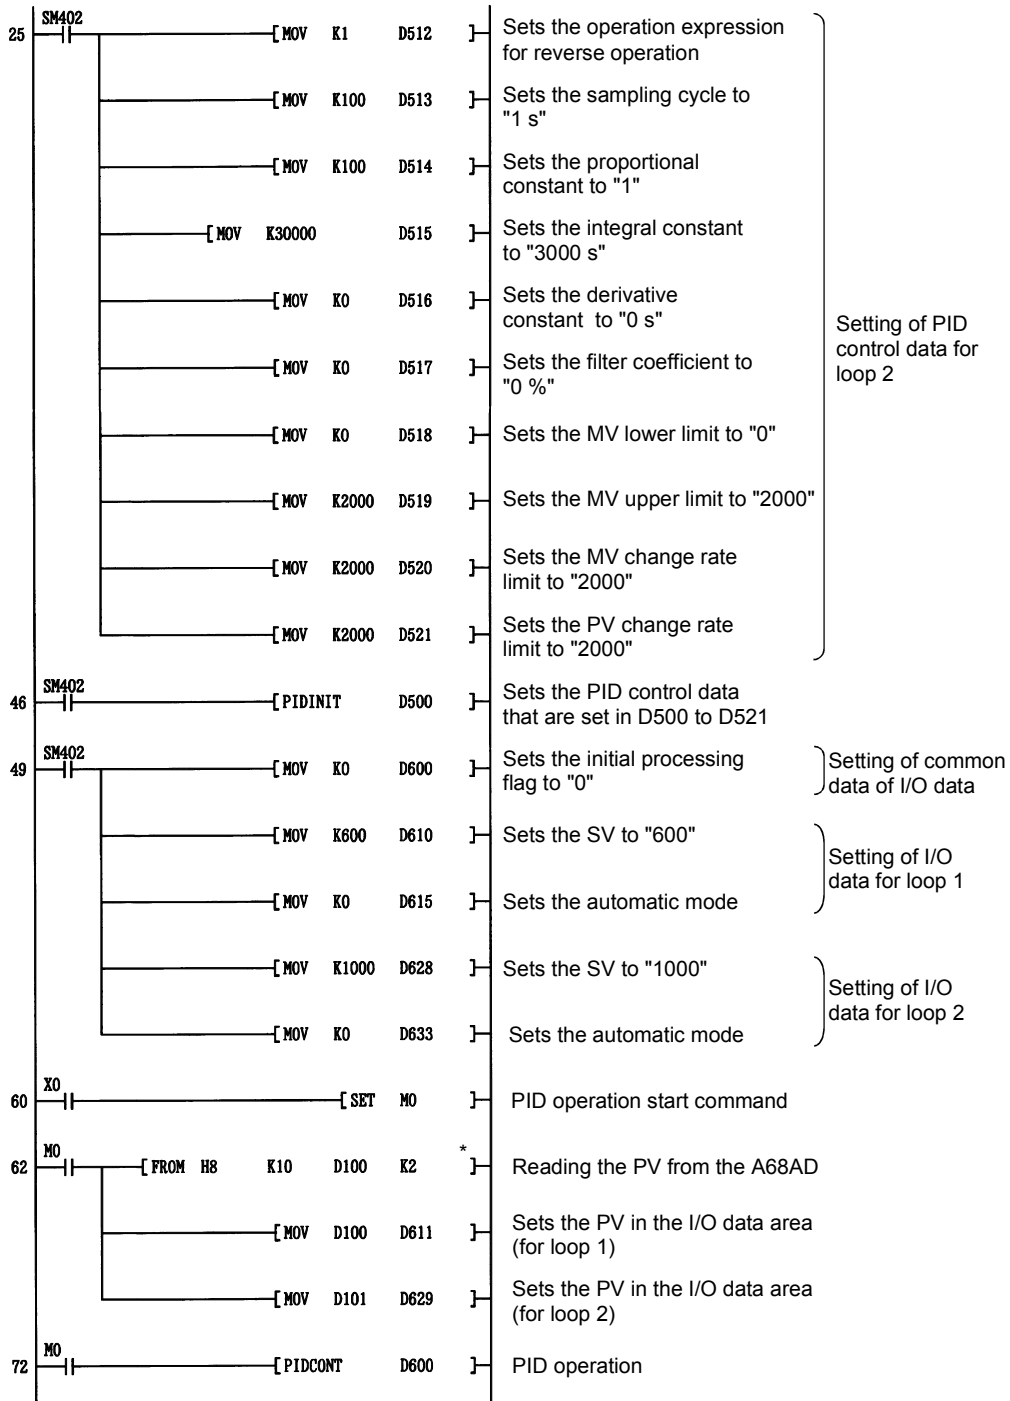 SM402
25 [MOV K1 D512 ] Sets the operation expression
for reverse operation
[MOV K100 D513 ] Sets the sampling cycle to
"1 s"
[MOV K100 D514 ] Sets the proportional
constant to "1"
[MOV K30000 D515 ] Sets the integral constant
to "3000 s"
[MOV K0 D516 ] Sets the derivative
constant to "0 s"
Setting of PID
control data for
loop 2
[MOV K0 D517 ] Sets the filter coefficient to
"0 %"
[MOV K0 D518 ] Sets the MV lower limit to "0"
[MOV K2000 D519 ] Sets the MV upper limit to "2000"
[MOV K2000 D520 ] Sets the MV change rate
limit to "2000"
[MOV K2000 D521 ] Sets the PV change rate
limit to "2000"
SM402
46 [PIDINIT D500 ] Sets the PID control data
that are set in D500 to D521
SM402
49 [MOV K0 D600 ] Sets the initial processing
flag to "0"
Setting of common
data of I/O data
[MOV K600 D610 ] Sets the SV to "600"
Setting of I/O
data for loop 1
[MOV K0 D615 ] Sets the automatic mode
[MOV K1000 D628 ] Sets the SV to "1000"
Setting of I/O
data for loop 2
[MOV K0 D633 ] Sets the automatic mode
X0
60 [SET M0 ] PID operation start command
M0
62 [FROM H8 K10 D100 K2 * ] Reading the PV from the A68AD
[MOV D100 D611 ] Sets the PV in the I/O data area
(for loop 1)
[MOV D101 D629 ] Sets the PV in the I/O data area
(for loop 2)
M0
72 [PIDCONT D600 ] PID operation